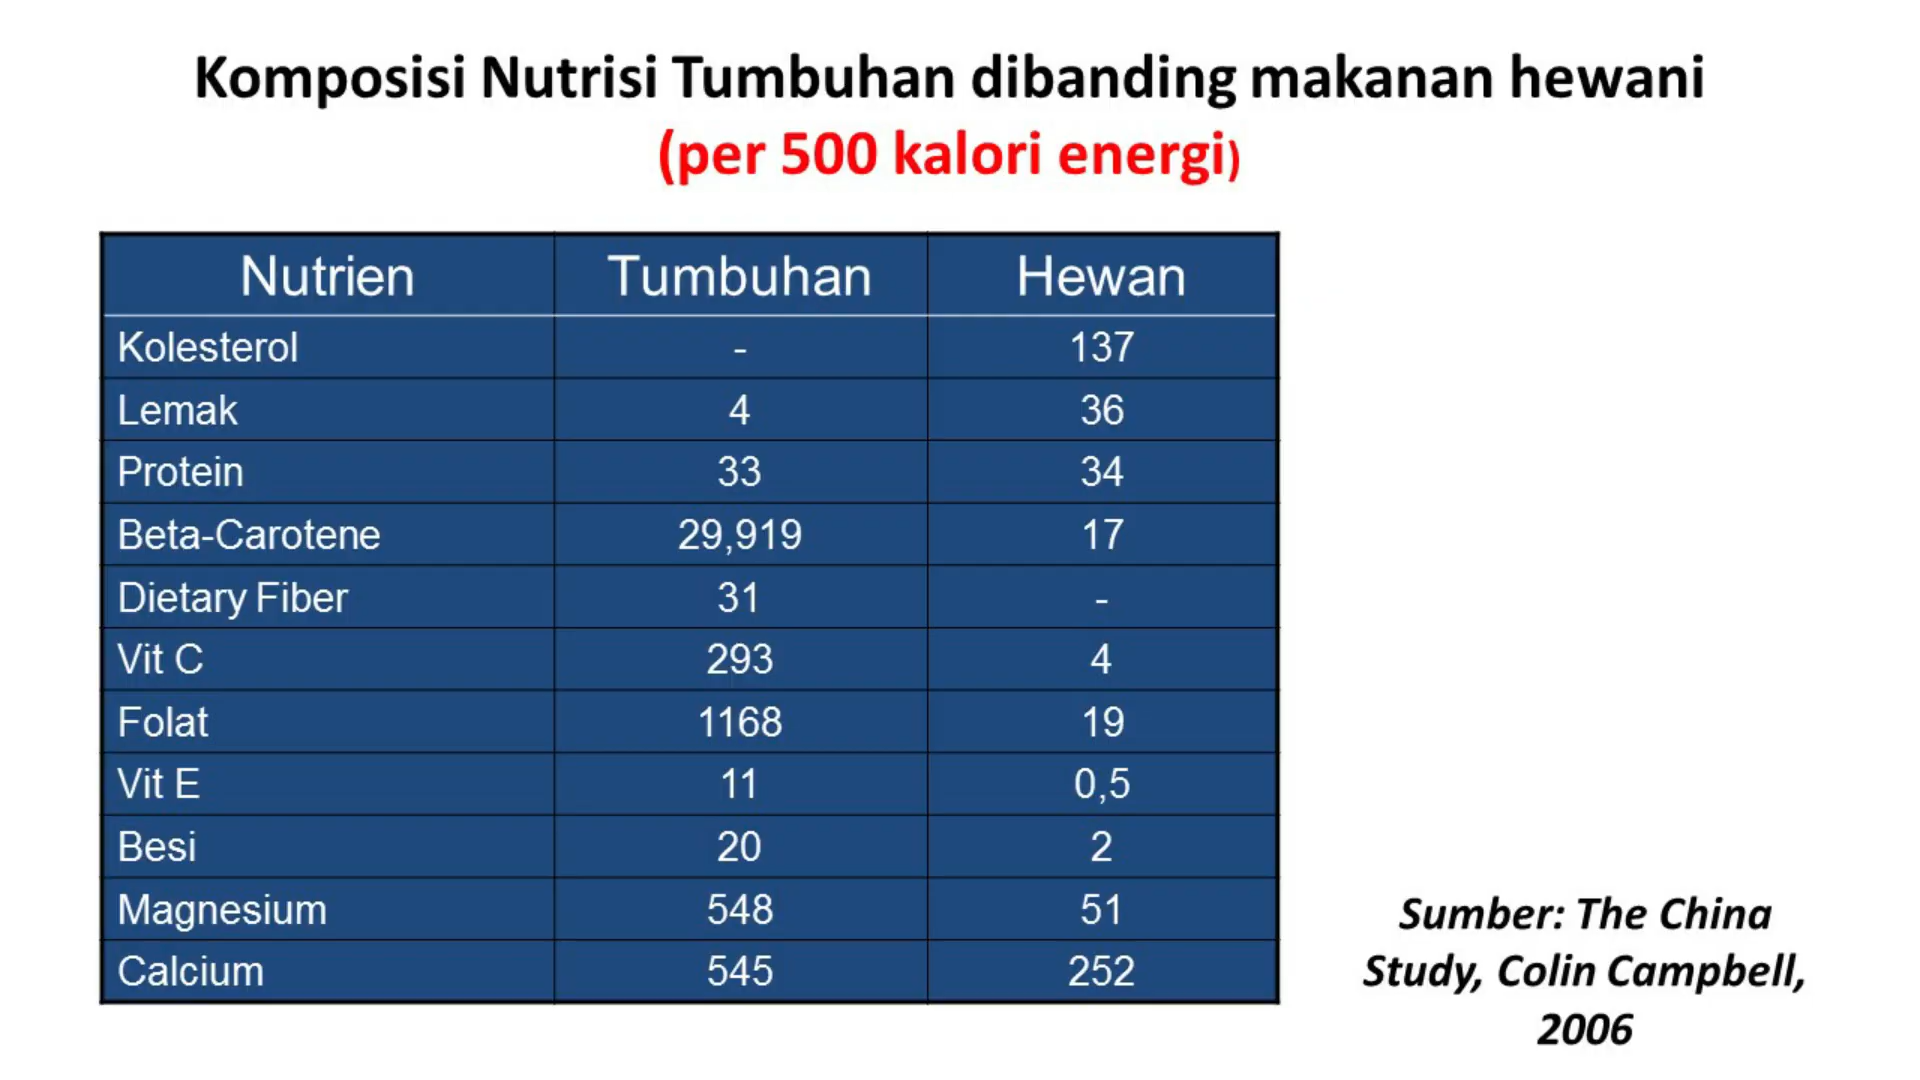 Komposisi Nutrisi Tumbuhan dibanding makanan hewani
(per 500 kalori energi)
Nutrien Tumbuhan Hewan
Kolesterol - 137
Lemak 4 36
Protein 33 34
Beta-Carotene 29,919 17
Dietary Fiber 31 -
Vit C 293 4
Folat 1168 19
Vit E 11 0,5
Besi 20 2
Magnesium 548 51
Calcium 545 252
Sumber: The China
Study, Colin Campbell,
2006